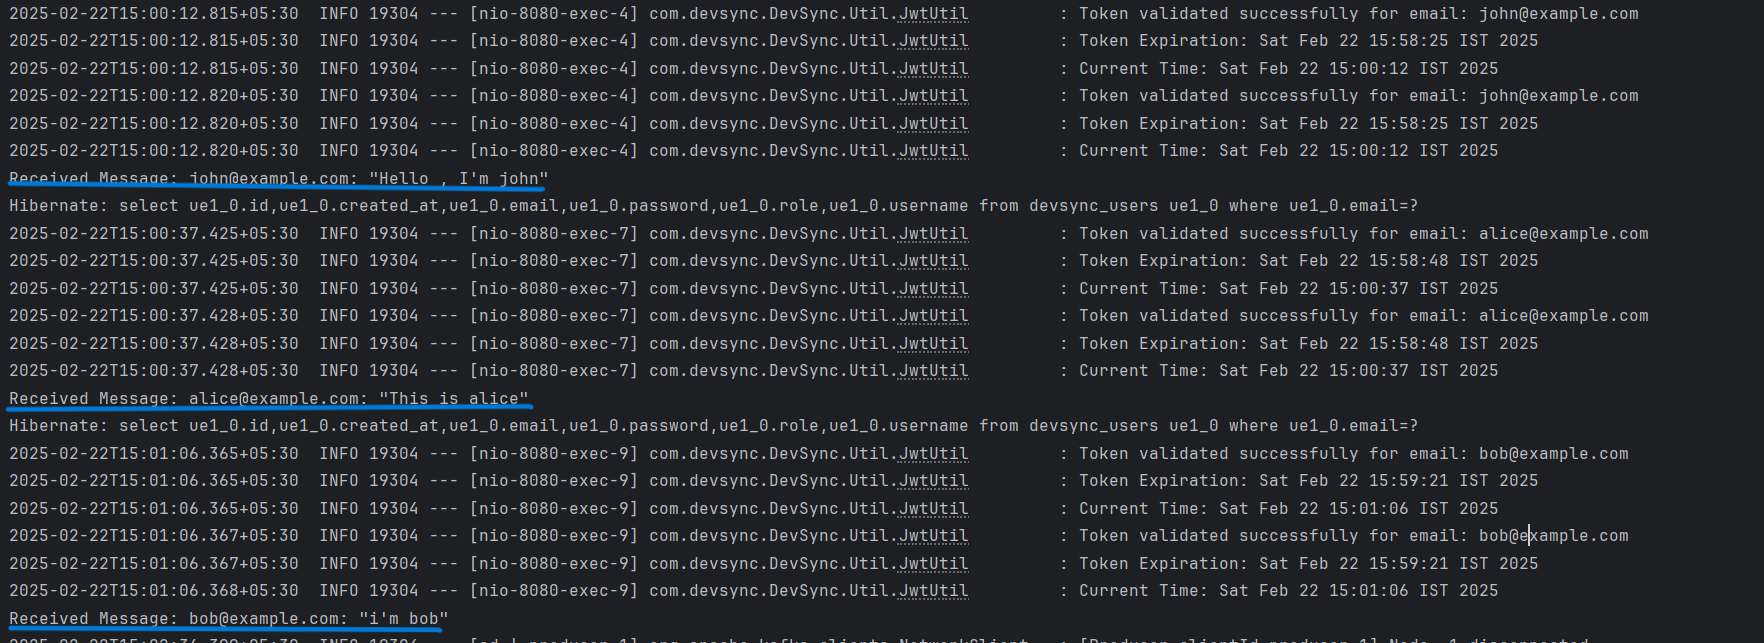 2025-02-22T15:00:12.815+05:30  INFO 19304 --- [nio-8080-exec-4] com.devsync.DevSync.Util.JwtUtil         : Token validated successfully for email: john@example.com
2025-02-22T15:00:12.815+05:30  INFO 19304 --- [nio-8080-exec-4] com.devsync.DevSync.Util.JwtUtil         : Token Expiration: Sat Feb 22 15:58:25 IST 2025
2025-02-22T15:00:12.815+05:30  INFO 19304 --- [nio-8080-exec-4] com.devsync.DevSync.Util.JwtUtil         : Current Time: Sat Feb 22 15:00:12 IST 2025
2025-02-22T15:00:12.820+05:30  INFO 19304 --- [nio-8080-exec-4] com.devsync.DevSync.Util.JwtUtil         : Token validated successfully for email: john@example.com
2025-02-22T15:00:12.820+05:30  INFO 19304 --- [nio-8080-exec-4] com.devsync.DevSync.Util.JwtUtil         : Token Expiration: Sat Feb 22 15:58:25 IST 2025
2025-02-22T15:00:12.820+05:30  INFO 19304 --- [nio-8080-exec-4] com.devsync.DevSync.Util.JwtUtil         : Current Time: Sat Feb 22 15:00:12 IST 2025
Received Message: john@example.com: "Hello , I'm john"
Hibernate: select ue1_0.id,ue1_0.created_at,ue1_0.email,ue1_0.password,ue1_0.role,ue1_0.username from devsync_users ue1_0 where ue1_0.email=?
2025-02-22T15:00:37.425+05:30  INFO 19304 --- [nio-8080-exec-7] com.devsync.DevSync.Util.JwtUtil         : Token validated successfully for email: alice@example.com
2025-02-22T15:00:37.425+05:30  INFO 19304 --- [nio-8080-exec-7] com.devsync.DevSync.Util.JwtUtil         : Token Expiration: Sat Feb 22 15:58:48 IST 2025
2025-02-22T15:00:37.425+05:30  INFO 19304 --- [nio-8080-exec-7] com.devsync.DevSync.Util.JwtUtil         : Current Time: Sat Feb 22 15:00:37 IST 2025
2025-02-22T15:00:37.428+05:30  INFO 19304 --- [nio-8080-exec-7] com.devsync.DevSync.Util.JwtUtil         : Token validated successfully for email: alice@example.com
2025-02-22T15:00:37.428+05:30  INFO 19304 --- [nio-8080-exec-7] com.devsync.DevSync.Util.JwtUtil         : Token Expiration: Sat Feb 22 15:58:48 IST 2025
2025-02-22T15:00:37.428+05:30  INFO 19304 --- [nio-8080-exec-7] com.devsync.DevSync.Util.JwtUtil         : Current Time: Sat Feb 22 15:00:37 IST 2025
Received Message: alice@example.com: "This is alice"
Hibernate: select ue1_0.id,ue1_0.created_at,ue1_0.email,ue1_0.password,ue1_0.role,ue1_0.username from devsync_users ue1_0 where ue1_0.email=?
2025-02-22T15:01:06.365+05:30  INFO 19304 --- [nio-8080-exec-9] com.devsync.DevSync.Util.JwtUtil         : Token validated successfully for email: bob@example.com
2025-02-22T15:01:06.365+05:30  INFO 19304 --- [nio-8080-exec-9] com.devsync.DevSync.Util.JwtUtil         : Token Expiration: Sat Feb 22 15:59:21 IST 2025
2025-02-22T15:01:06.365+05:30  INFO 19304 --- [nio-8080-exec-9] com.devsync.DevSync.Util.JwtUtil         : Current Time: Sat Feb 22 15:01:06 IST 2025
2025-02-22T15:01:06.367+05:30  INFO 19304 --- [nio-8080-exec-9] com.devsync.DevSync.Util.JwtUtil         : Token validated successfully for email: bob@example.com
2025-02-22T15:01:06.367+05:30  INFO 19304 --- [nio-8080-exec-9] com.devsync.DevSync.Util.JwtUtil         : Token Expiration: Sat Feb 22 15:59:21 IST 2025
2025-02-22T15:01:06.368+05:30  INFO 19304 --- [nio-8080-exec-9] com.devsync.DevSync.Util.JwtUtil         : Current Time: Sat Feb 22 15:01:06 IST 2025
Received Message: bob@example.com: "i'm bob"